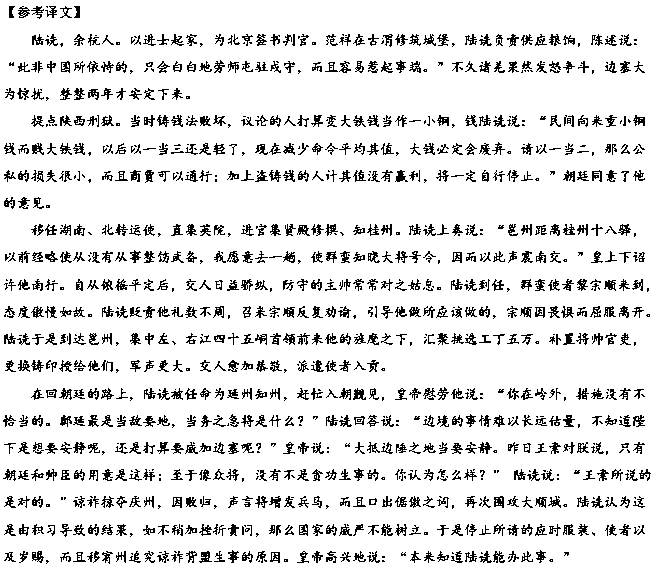 【参考译文】
陆诜，余杭人。以进士起家，为北京签书判官。范祥在古渭修筑城堡，陆诜负责供应粮饷，陈述说：
“此非中国所依恃的，只会白白地劳师屯驻戍守，而且容易惹起事端。”不久诸羌果然发怒争斗，边塞大
为惊扰，整整两年才安定下来。
提点陕西刑狱。当时铸钱法败坏，议论的人打算变大铁钱当作一小铜，钱陆诜说：“民间向来重小铜
钱而贱大铁钱，以后以一当三还是轻了，现在减少命令平均其值，大钱必定会废弃。请以一当二，那么公
私的损失很小，而且商贾可以通行；加上盗铸钱的人计其值没有赢利，将一定自行停止。”朝廷同意了他
的意见。
移任湖南、北转运使，直集英院，进官集贤殿修撰、知桂州。陆诜上奏说：“邕州距离桂州十八驿，
以前经略使从没有从事整饬武备，我愿意去一趟，使群蛮知晓大将号令，因而以此声震南交。”皇上下诏
许他南行。自从侬猺平定后，交人日益骄纵，防守的主帅常常对之姑息。陆诜到任，群蛮使者黎宗顺来到，
态度傲慢如故。陆诜贬责他礼数不周，召来宗顺反复劝谕，引导他做所应该做的，宗顺因畏惧而屈服离开。
陆诜于是到达邕州，集中左、右江四十五峒首领前来他的旌麾之下，汇聚挑选工丁五万。补置将帅官吏，
更换铸印授给他们，军声更大。交人愈加恭敬，派遣使者入贡。
在回朝廷的路上，陆诜被任命为延州知州，赶忙入朝觐见，皇帝慰劳他说：“你在岭外，措施没有不
恰当的。鄜延最是当敌要地，当务之急将是什么？”陆诜回答说：“边境的事情难以长远估量，不知道陛
下是想要安静呢，还是打算要威加边塞呢？”皇帝说：“大抵边陲之地当要安静。昨日王素对朕说，只有
朝廷和帅臣的用意是这样；至于像众将，没有不是贪功生事的。你认为怎么样？” 陆诜说：“王素所说的
是对的。”谅祚掠夺庆州，因败归，声言将增发兵马，而且口出倨傲之词，再次围攻大顺城。陆诜认为这
是由积习导致的结果，如不稍加挫折责问，那么国家的威严不能树立。于是停止所请的应时服装、使者以
及岁赐，而且移宥州追究谅祚背盟生事的原因。皇帝高兴地说：“本来知道陆诜能办此事。”